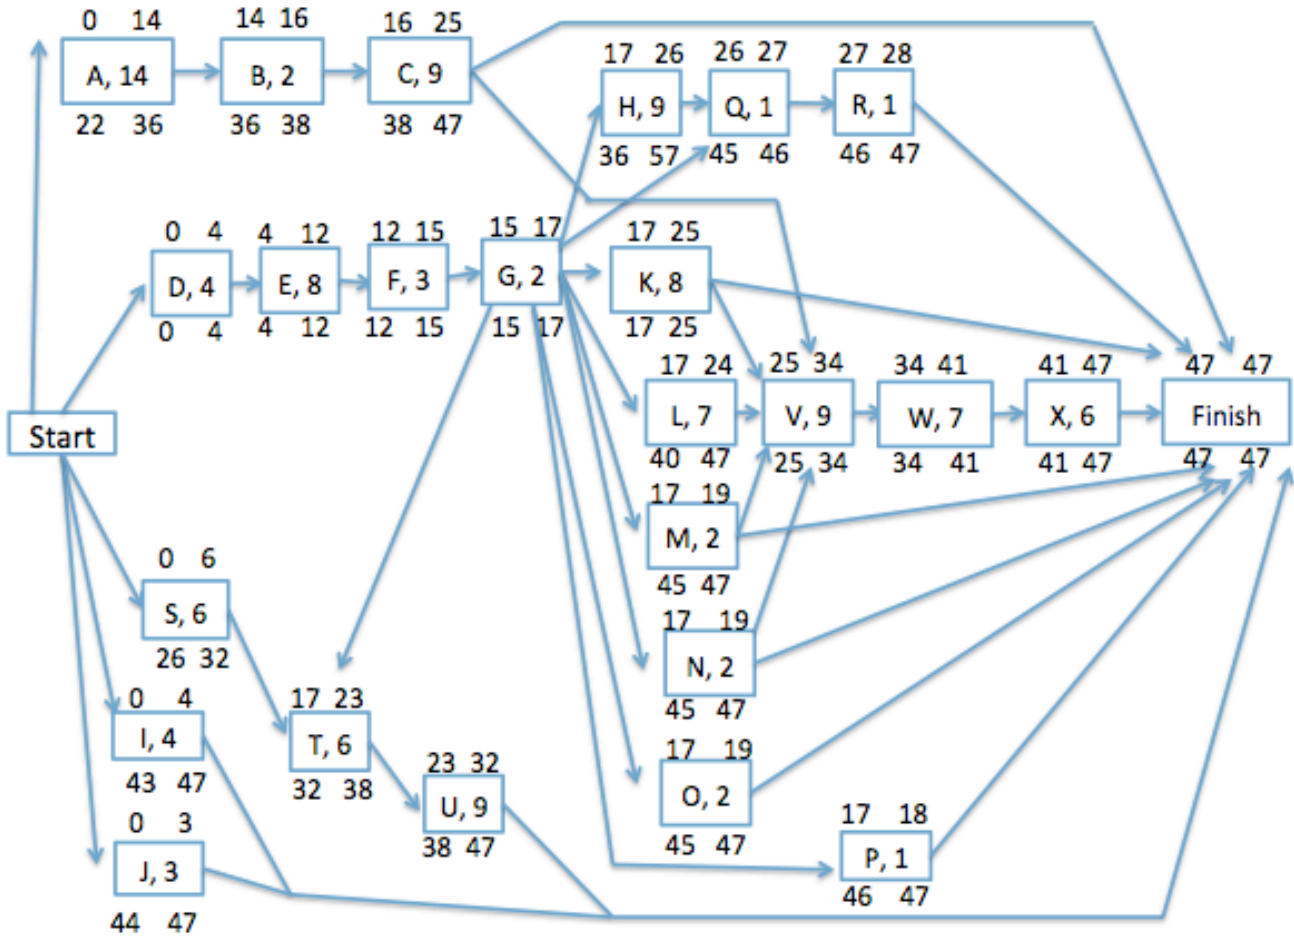 0 14
A, 14
22 36
14 16
B, 2
36 38
16 25
C, 9
38 47
17 26
H, 9
36 57
26 27
Q, 1
45 46
27 28
R, 1
46 47
0 4
D, 4
0 4
4 12
E, 8
4 12
12 15
F, 3
12 15
15 17
G, 2
15 17
17 25
K, 8
17 25
Start
17 24
L, 7
40 47
25 34
V, 9
25 34
34 41
W, 7
34 41
41 47
X, 6
41 47
47 47
Finish
47 47
17 19
M, 2
45 47
0 6
S, 6
26 32
17 19
N, 2
45 47
0 4
I, 4
43 47
17 23
T, 6
32 38
23 32
U, 9
38 47
17 19
O, 2
45 47
0 3
J, 3
44 47
17 18
P, 1
46 47